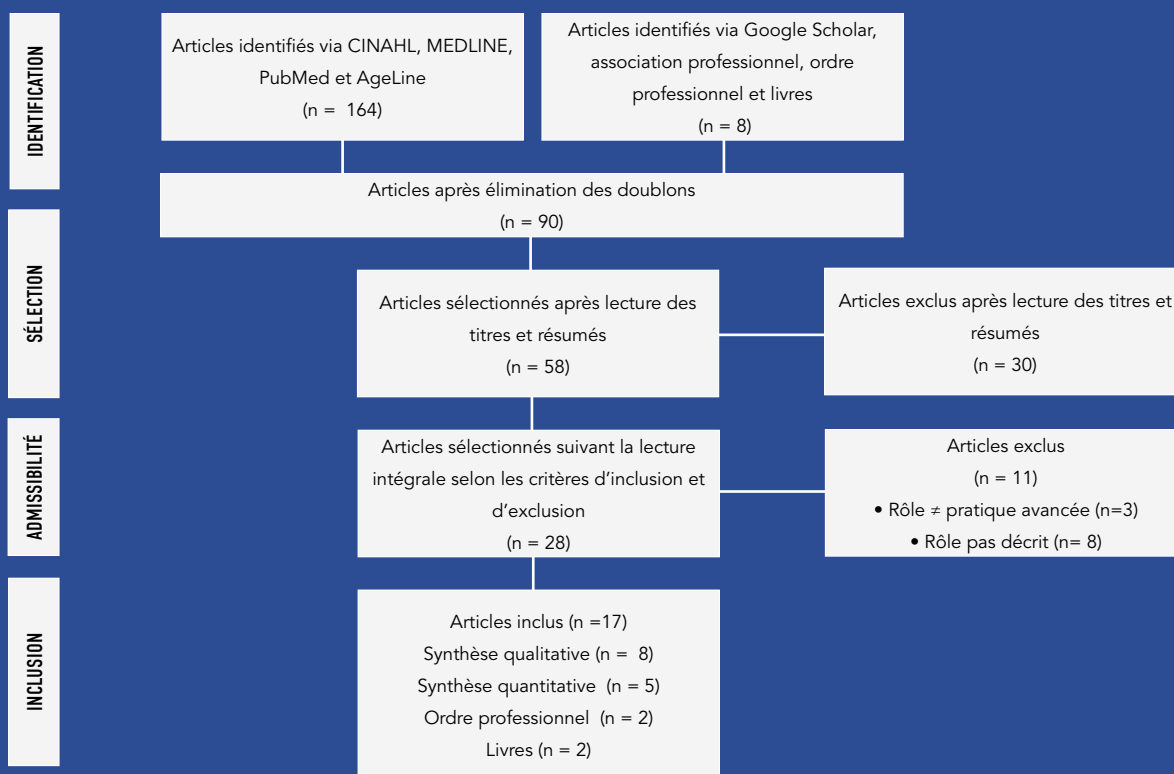 IDENTIFICATION
Articles identifiés via CINAHL, MEDLINE,
PubMed et AgeLine
(n = 164)
Articles identifiés via Google Scholar,
association professionnel, ordre
professionnel et livres
(n = 8)
Articles après élimination des doublons
(n = 90)
SÉLECTION
Articles sélectionnés après lecture des
titres et résumés
(n = 58)
Articles exclus après lecture des titres et
résumés
(n = 30)
ADMISSIBILITÉ
Articles sélectionnés suivant la lecture
intégrale selon les critères d'inclusion et
d'exclusion
(n = 28)
Articles exclus
(n = 11)
• Rôle ≠ pratique avancée (n=3)
• Rôle pas décrit (n= 8)
INCLUSION
Articles inclus (n =17)
Synthèse qualitative (n = 8)
Synthèse quantitative (n = 5)
Ordre professionnel (n = 2)
Livres (n = 2)